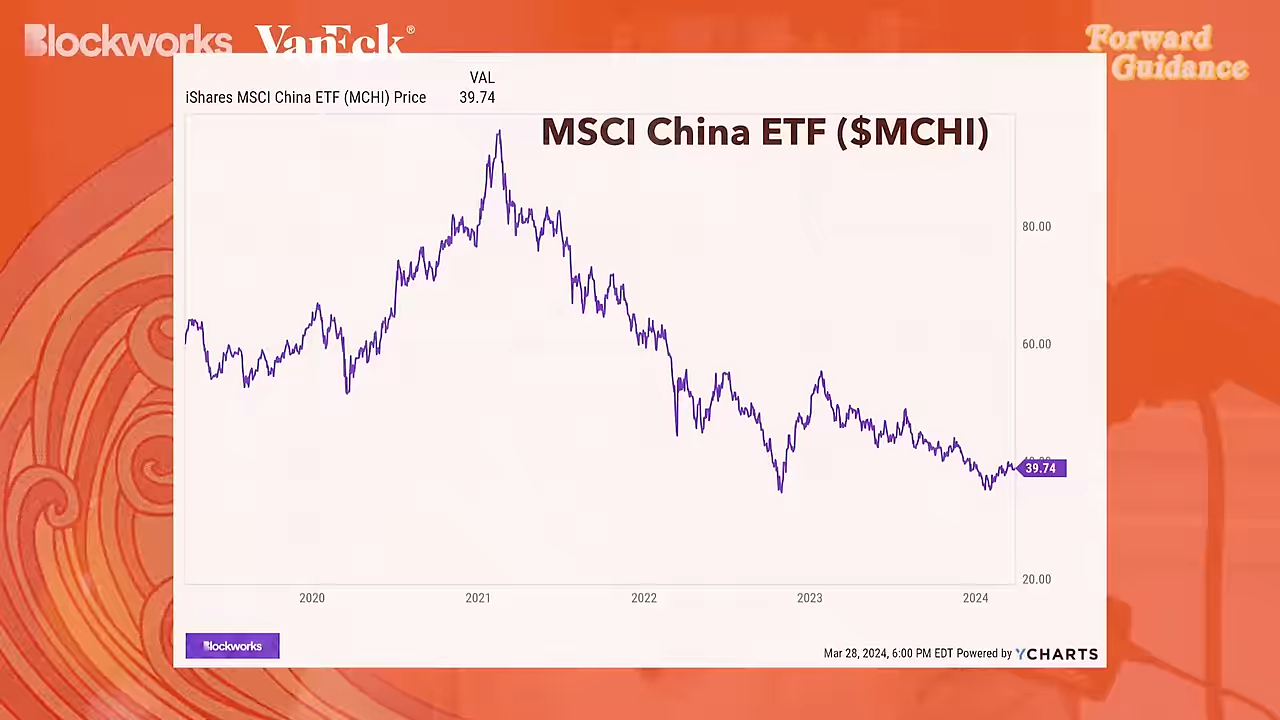 Blockworks VanEck®
Forward
Guidance
VAL
iShares MSCI China ETF (MCHI) Price 39.74
MSCI China ETF ($MCHI)
80.00
60.00
39.74
20.00
2020 2021 2022 2023 2024
Blockworks
Mar 28, 2024, 6:00 PM EDT Powered by YCHARTS